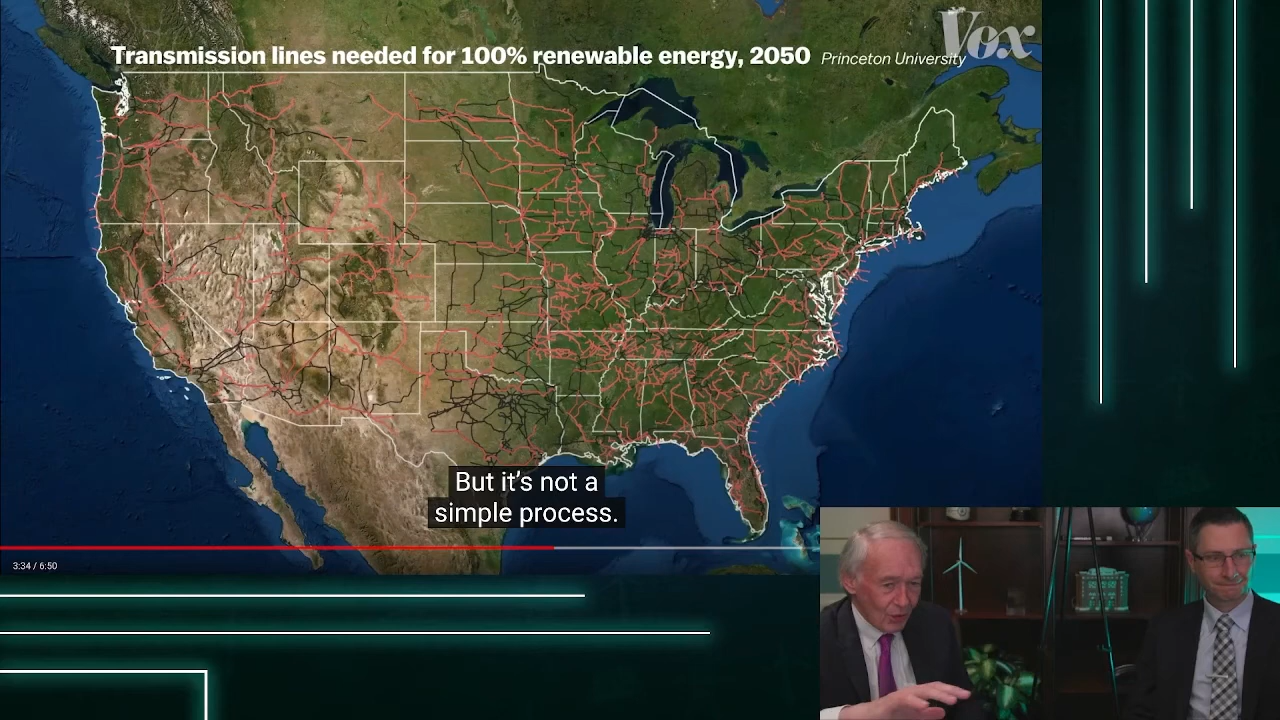 Vox
Transmission lines needed for 100% renewable energy, 2050 Princeton University
But it's not a
simple process.
3:34 / 6:50